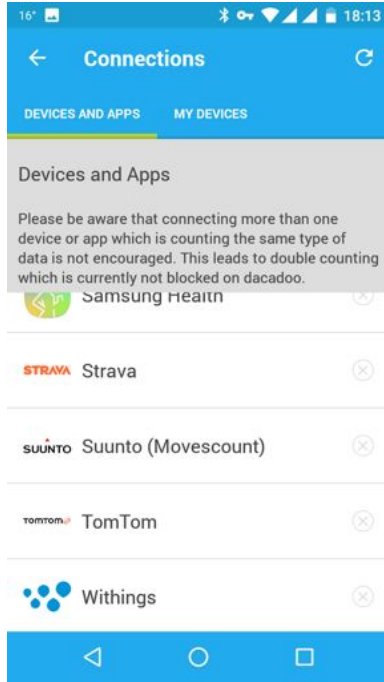 16° 18:13
Connections
DEVICES AND APPS MY DEVICES
Devices and Apps
Please be aware that connecting more than one
device or app which is counting the same type of
data is not encouraged. This leads to double counting
which is currently not blocked on dacadoo.
Samsung Health
STRAVA Strava
SUUNTO Suunto (Movescount)
TOMTOM TomTom
Withings